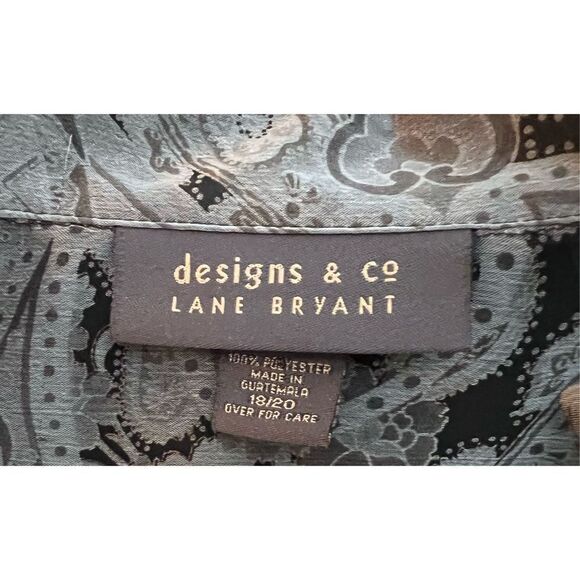 designs & co
LANE BRYANT
100% POLYESTER
MADE IN
GUATEMALA
18/20
OVER FOR CARE